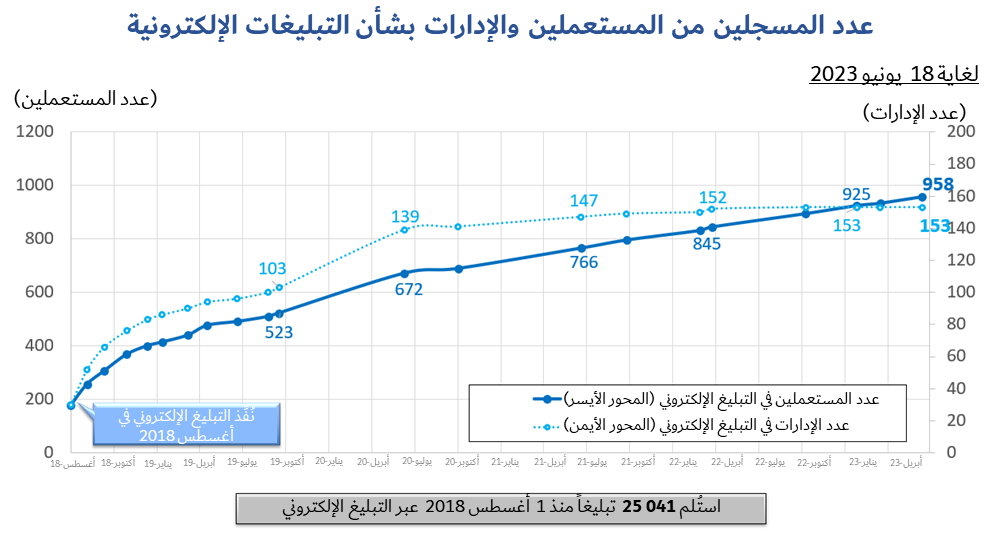 عدد المسجلين من المستعملين والإدارات بشأن التبليغات الإلكترونية
لغاية 18 يونيو 2023
(عدد المستعملين)
(عدد الإدارات)
1200
1000
800
600
400
200
0
200
180
160
140
120
100
80
60
40
20
0
103
139
147
152
153
153
523
672
766
845
925
958
نُفِّذ التبليغ الإلكتروني في
أغسطس 2018
عدد المستعملين في التبليغ الإلكتروني (المحور الأيسر)
عدد الإدارات في التبليغ الإلكتروني (المحور الأيمن)
أغسطس-18
أكتوبر-18
يناير-19
أبريل-19
يوليو-19
أكتوبر-19
يناير-20
أبريل-20
يوليو-20
أكتوبر-20
يناير-21
أبريل-21
يوليو-21
أكتوبر-21
يناير-22
أبريل-22
يوليو-22
أكتوبر-22
يناير-23
أبريل-23
استُلم 041 25 تبليغاً منذ 1 أغسطس 2018 عبر التبليغ الإلكتروني